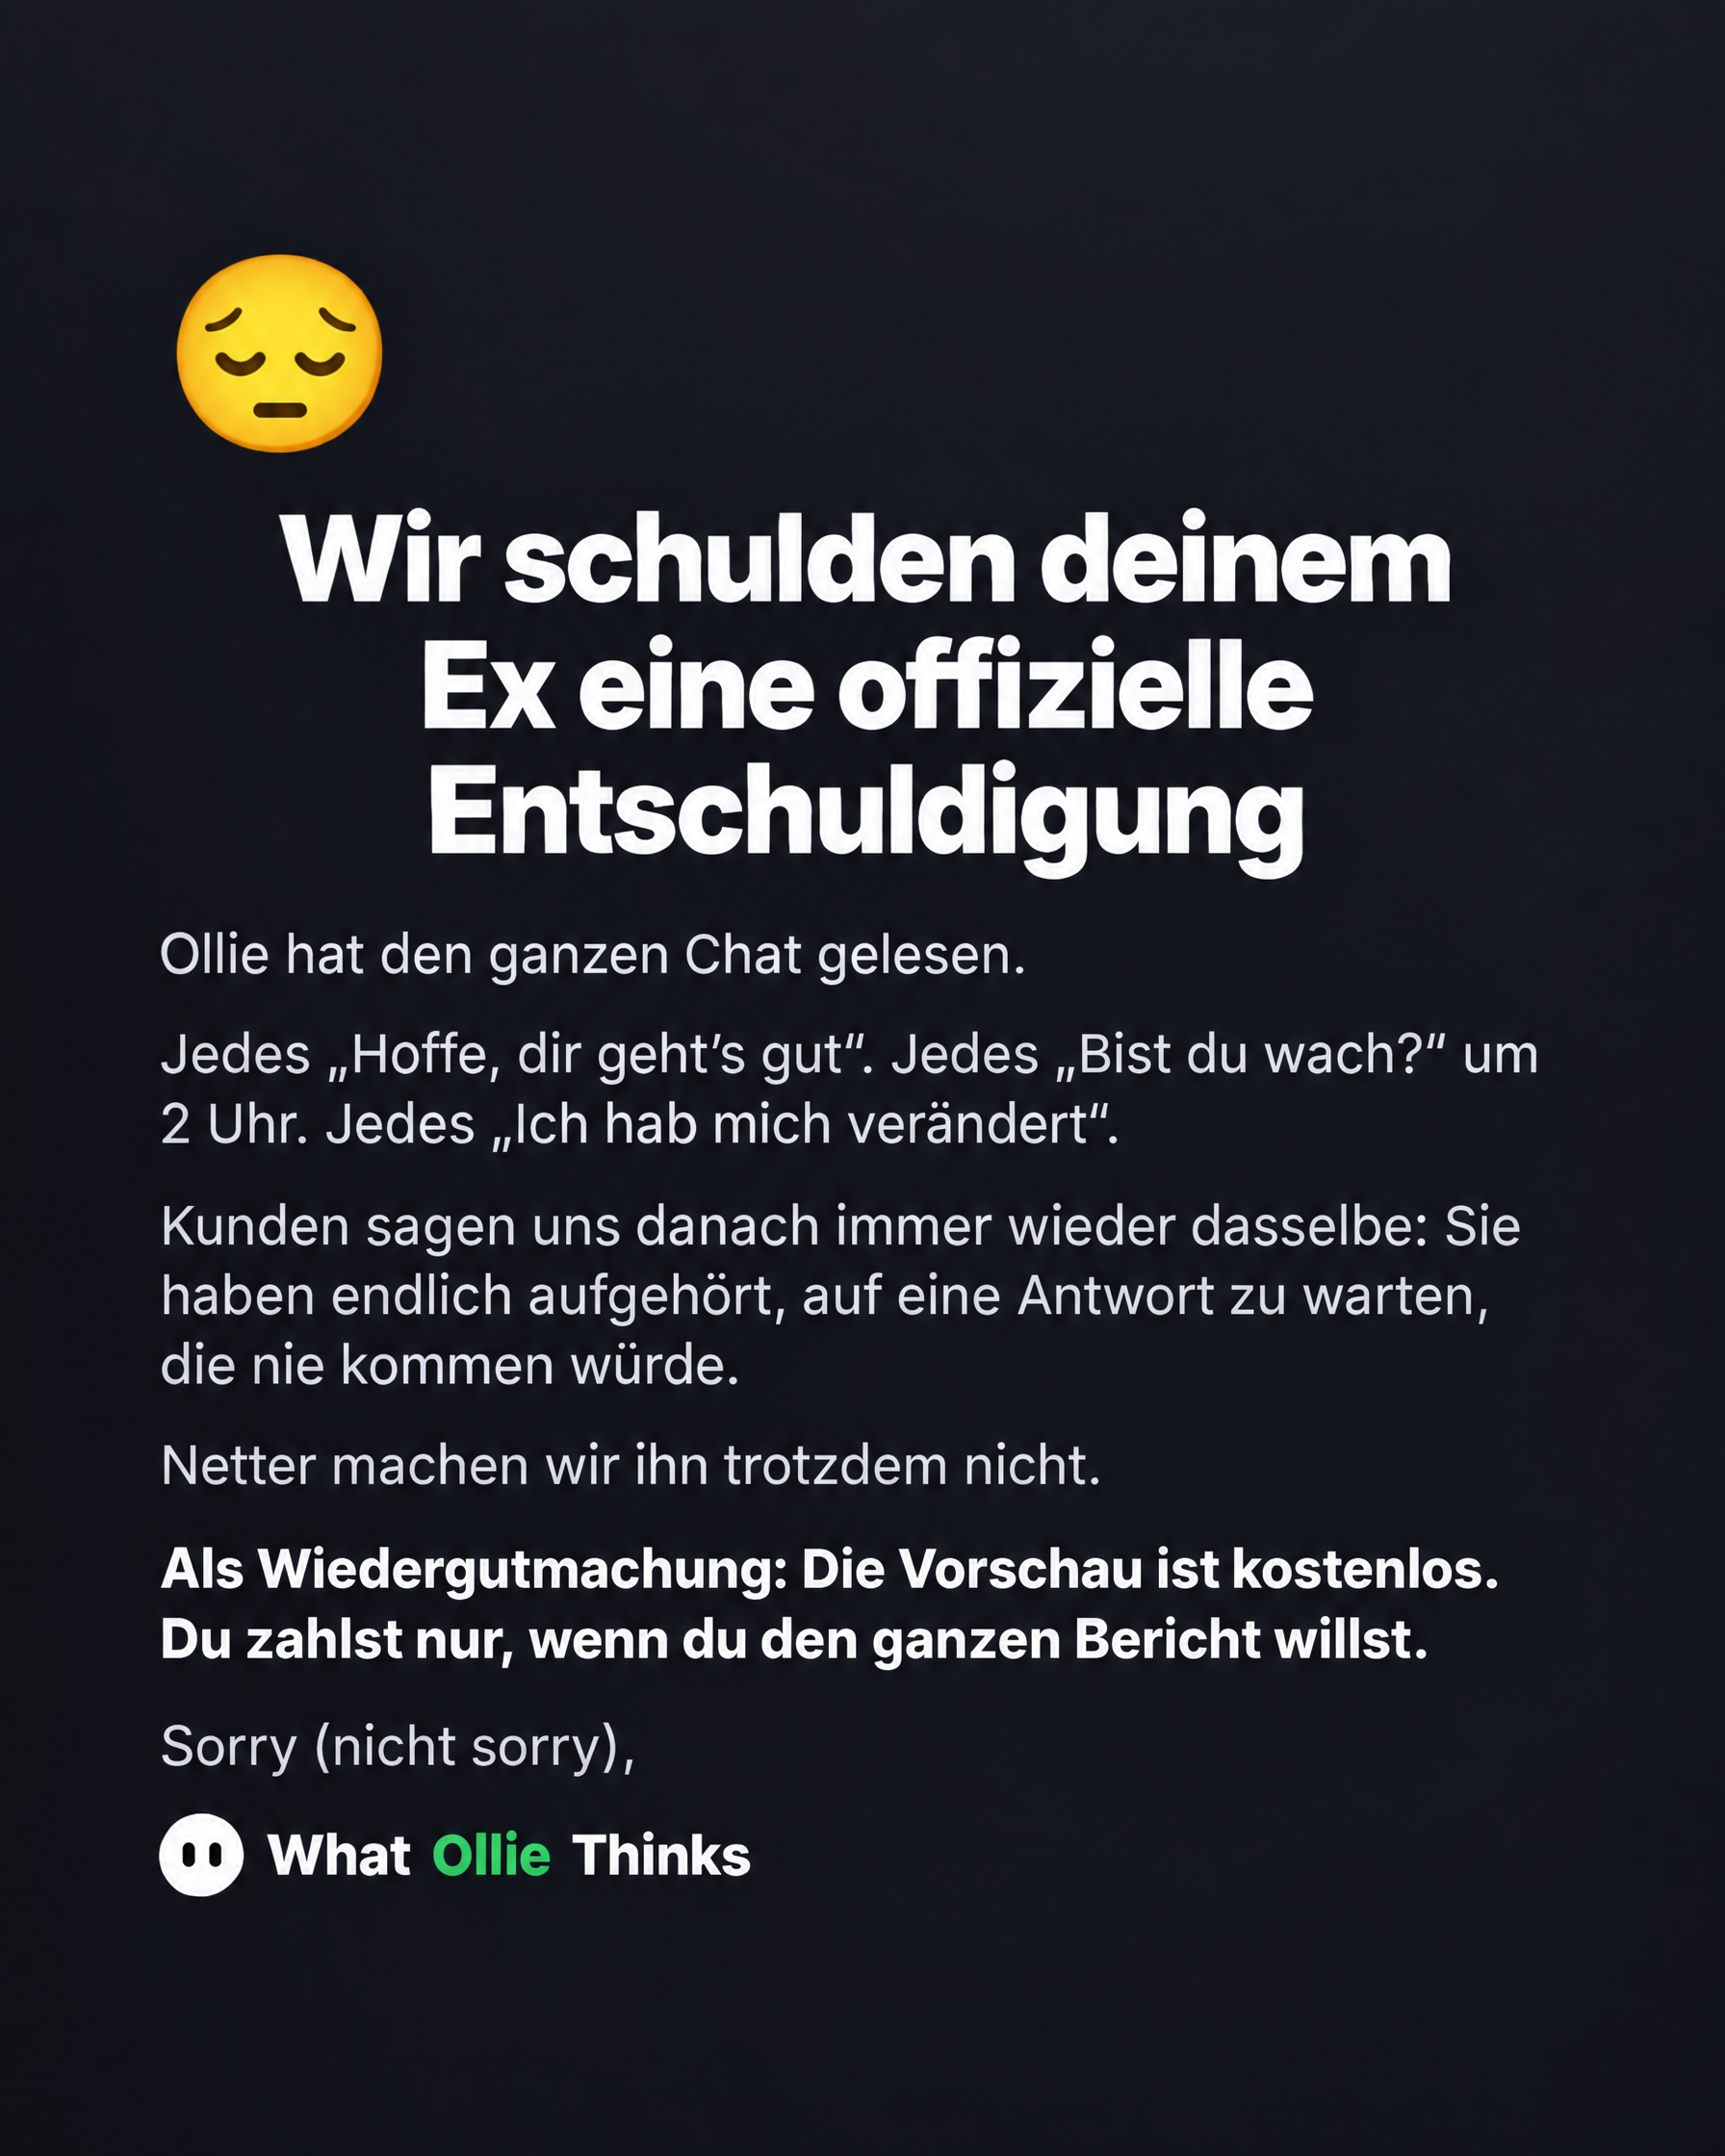 Wir schulden deinem
Ex eine offizielle
Entschuldigung
Ollie hat den ganzen Chat gelesen.
Jedes „Hoffe, dir geht’s gut“. Jedes „Bist du wach?“ um
2 Uhr. Jedes „Ich hab mich verändert“.
Kunden sagen uns danach immer wieder dasselbe: Sie
haben endlich aufgehört, auf eine Antwort zu warten,
die nie kommen würde.
Netter machen wir ihn trotzdem nicht.
Als Wiedergutmachung: Die Vorschau ist kostenlos.
Du zahlst nur, wenn du den ganzen Bericht willst.
Sorry (nicht sorry),
What Ollie Thinks